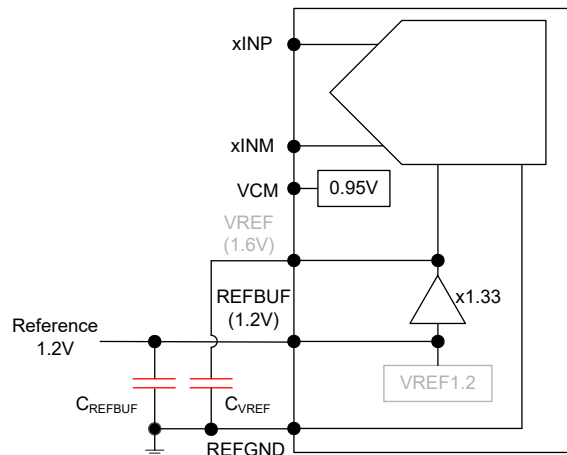 xINP
xINM
VCM
0.95V
VREF
(1.6V)
REFBUF
(1.2V)
x1.33
Reference
1.2V
VREF1.2
CREFBUF
CVREF
REFGND